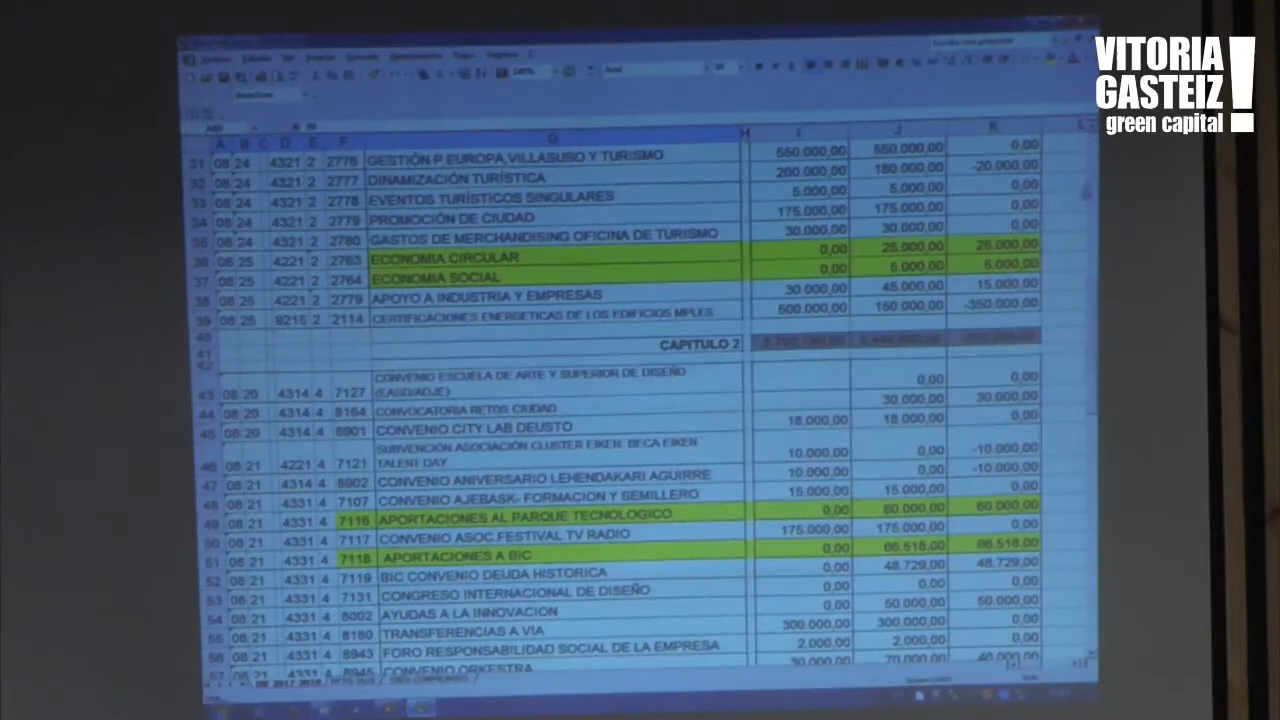 VITORIA
GASTEIZ!
green capital
A B C D E F G H I J K L
31 08 24 4321 2 2776 GESTIÓN P.EUROPA,VILLASUSO Y TURISMO 550.000,00 550.000,00 0,00
32 08 24 4321 2 2777 DINAMIZACIÓN TURÍSTICA 200.000,00 180.000,00 -20.000,00
33 08 24 4321 2 2778 EVENTOS TURÍSTICOS SINGULARES 5.000,00 5.000,00 0,00
34 08 24 4321 2 2779 PROMOCIÓN DE CIUDAD 175.000,00 175.000,00 0,00
35 08 24 4321 2 2780 GASTOS DE MERCHANDISING OFICINA DE TURISMO 30.000,00 30.000,00 0,00
36 08 25 4221 2 2763 ECONOMIA CIRCULAR 0,00 25.000,00 25.000,00
37 08 25 4221 2 2764 ECONOMIA SOCIAL 0,00 5.000,00 5.000,00
38 08 25 4221 2 2779 APOYO A INDUSTRIA Y EMPRESAS 30.000,00 45.000,00 15.000,00
39 08 25 9215 2 2114 CERTIFICACIONES ENERGETICAS DE LOS EDIFICIOS MPLES 500.000,00 150.000,00 -350.000,00
40
41 CAPITULO 2
42
43 08 20 4314 4 7127 CONVENIO ESCUELA DE ARTE Y SUPERIOR DE DISEÑO (EASD/ADJE) 0,00 0,00
44 08 20 4314 4 8164 CONVOCATORIA RETOS CIUDAD 30.000,00 30.000,00
45 08 20 4314 4 8901 CONVENIO CITY LAB DEUSTO 18.000,00 18.000,00 0,00
46 08 21 4221 4 7121 SUBVENCIÓN ASOCIACIÓN CLUSTER EIKEN: BECA EIKEN TALENT DAY 10.000,00 0,00 -10.000,00
47 08 21 4314 4 8902 CONVENIO ANIVERSARIO LEHENDAKARI AGUIRRE 10.000,00 0,00 -10.000,00
48 08 21 4331 4 7107 CONVENIO AJEBASK- FORMACION Y SEMILLERO 15.000,00 15.000,00 0,00
49 08 21 4331 4 7116 APORTACIONES AL PARQUE TECNOLOGICO 0,00 60.000,00 60.000,00
50 08 21 4331 4 7117 CONVENIO ASOC.FESTIVAL TV RADIO 175.000,00 175.000,00 0,00
51 08 21 4331 4 7118 APORTACIONES A BIC 0,00 66.518,00 66.518,00
52 08 21 4331 4 7119 BIC CONVENIO DEUDA HISTORICA 0,00 48.729,00 48.729,00
53 08 21 4331 4 7131 CONGRESO INTERNACIONAL DE DISEÑO 0,00 0,00 0,00
54 08 21 4331 4 8002 AYUDAS A LA INNOVACION 0,00 50.000,00 50.000,00
55 08 21 4331 4 8180 TRANSFERENCIAS A VIA 300.000,00 300.000,00 0,00
56 08 21 4331 4 8943 FORO RESPONSABILIDAD SOCIAL DE LA EMPRESA 2.000,00 2.000,00 0,00
57 08 21 4331 4 8945 CONVENIO ORKESTRA 30.000,00 70.000,00 40.000,00